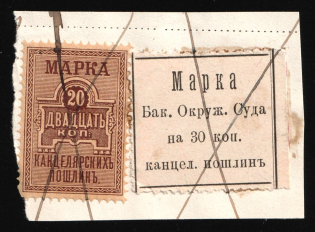 МАРКА
20
ДВАДЦАТЬ
КОП.
КАНЦЕЛЯРСКИХЪ
ПОШЛИНЪ
Марка
Бак. Окруж. Суда
на 30 коп.
канцел. пошлинъ